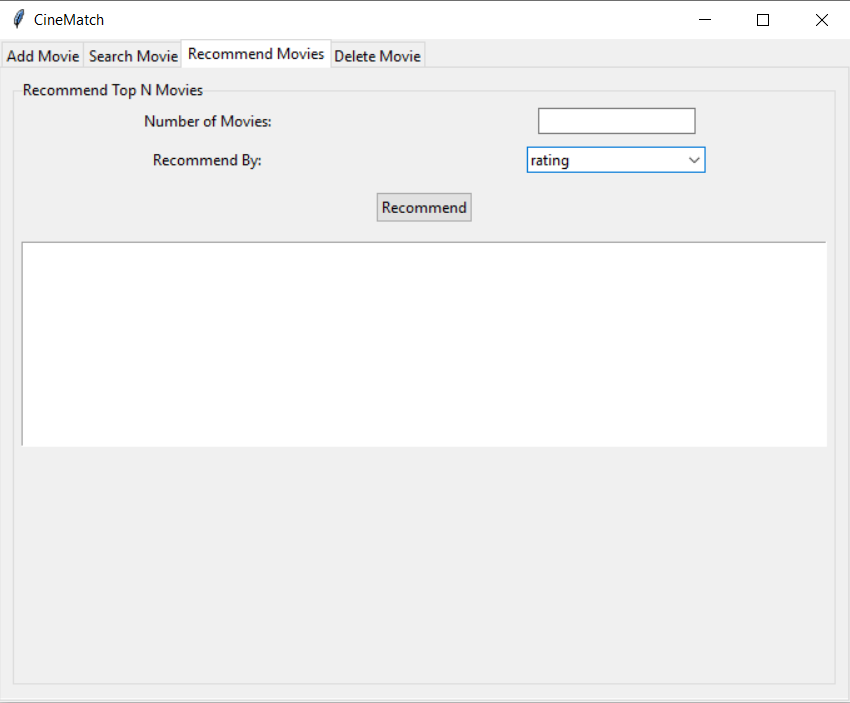 CineMatch
Add Movie Search Movie Recommend Movies Delete Movie
Recommend Top N Movies
Number of Movies:
Recommend By: rating
Recommend